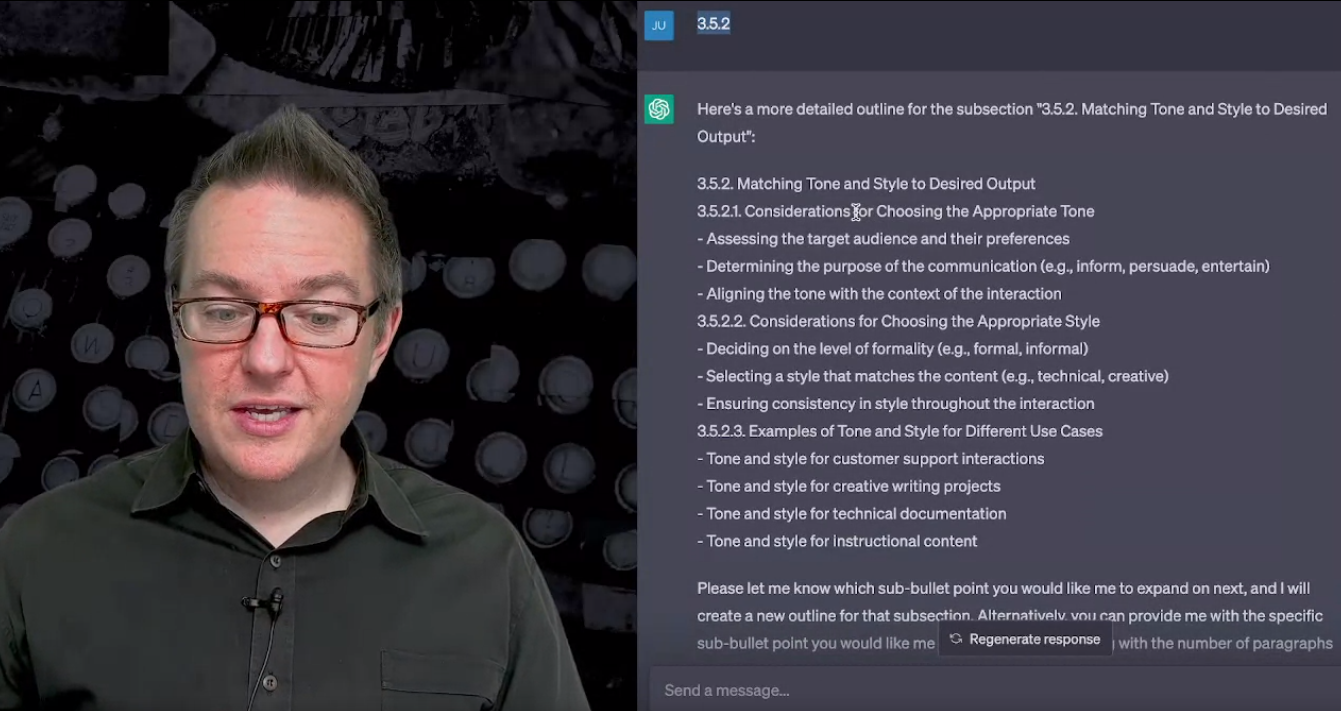 JU
3.5.2
Here's a more detailed outline for the subsection "3.5.2. Matching Tone and Style to Desired
Output":
3.5.2. Matching Tone and Style to Desired Output
3.5.2.1. Considerations for Choosing the Appropriate Tone
- Assessing the target audience and their preferences
- Determining the purpose of the communication (e.g., inform, persuade, entertain)
- Aligning the tone with the context of the interaction
3.5.2.2. Considerations for Choosing the Appropriate Style
- Deciding on the level of formality (e.g., formal, informal)
- Selecting a style that matches the content (e.g., technical, creative)
- Ensuring consistency in style throughout the interaction
3.5.2.3. Examples of Tone and Style for Different Use Cases
- Tone and style for customer support interactions
- Tone and style for creative writing projects
- Tone and style for technical documentation
- Tone and style for instructional content
Please let me know which sub-bullet point you would like me to expand on next, and I will
create a new outline for that subsection. Alternatively, you can provide me with the specific
sub-bullet point you would like me
Regenerate response
with the number of paragraphs
Send a message...